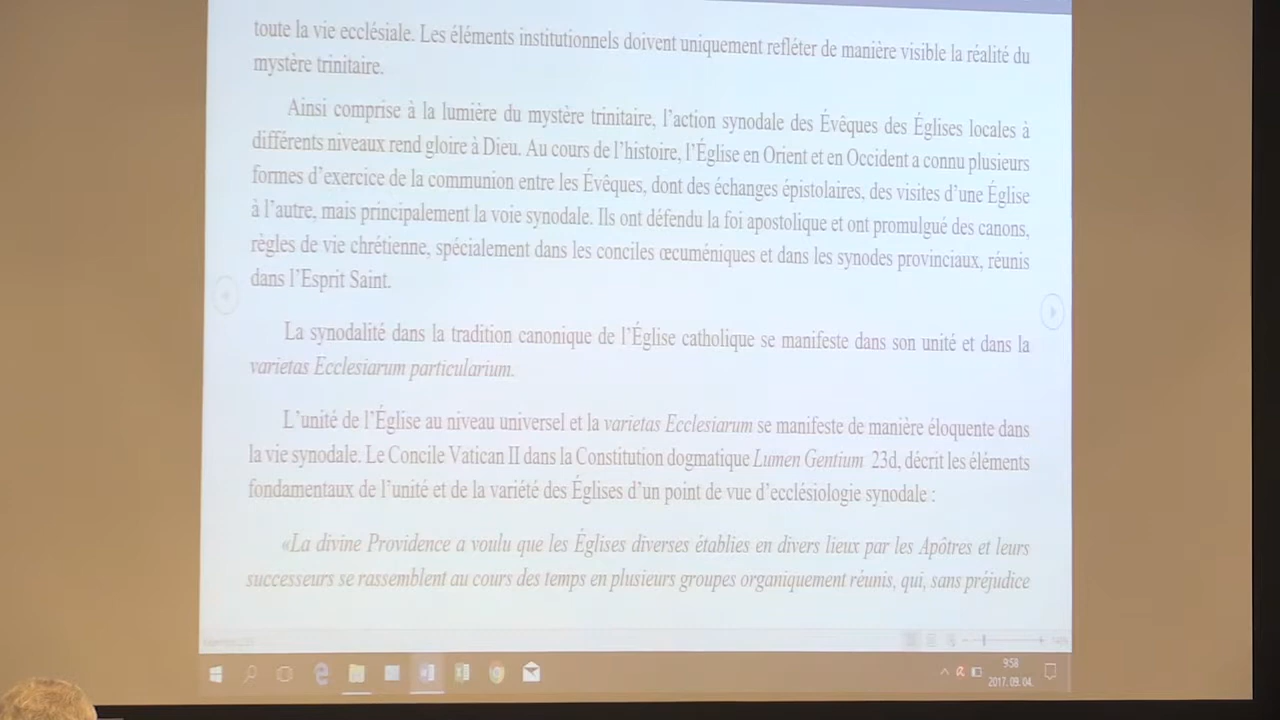 toute la vie ecclésiale. Les éléments institutionnels doivent uniquement refléter de manière visible la réalité du
mystère trinitaire.
Ainsi comprise à la lumière du mystère trinitaire, l'action synodale des Évêques des Églises locales à
différents niveaux rend gloire à Dieu. Au cours de l'histoire, l'Église en Orient et en Occident a connu plusieurs
formes d'exercice de la communion entre les Évêques, dont des échanges épistolaires, des visites d'une Église
à l'autre, mais principalement la voie synodale. Ils ont défendu la foi apostolique et ont promulgué des canons,
règles de vie chrétienne, spécialement dans les conciles œcuméniques et dans les synodes provinciaux, réunis
dans l'Esprit Saint.
La synodalité dans la tradition canonique de l'Église catholique se manifeste dans son unité et dans la
varietas Ecclesiarum particularium.
L'unité de l'Église au niveau universel et la varietas Ecclesiarum se manifeste de manière éloquente dans
la vie synodale. Le Concile Vatican II dans la Constitution dogmatique Lumen Gentium 23d, décrit les éléments
fondamentaux de l'unité et de la variété des Églises d'un point de vue d'ecclésiologie synodale :
«La divine Providence a voulu que les Églises diverses établies en divers lieux par les Apôtres et leurs
successeurs se rassemblent au cours des temps en plusieurs groupes organiquement réunis, qui, sans préjudice
9:58
2017. 09. 04.